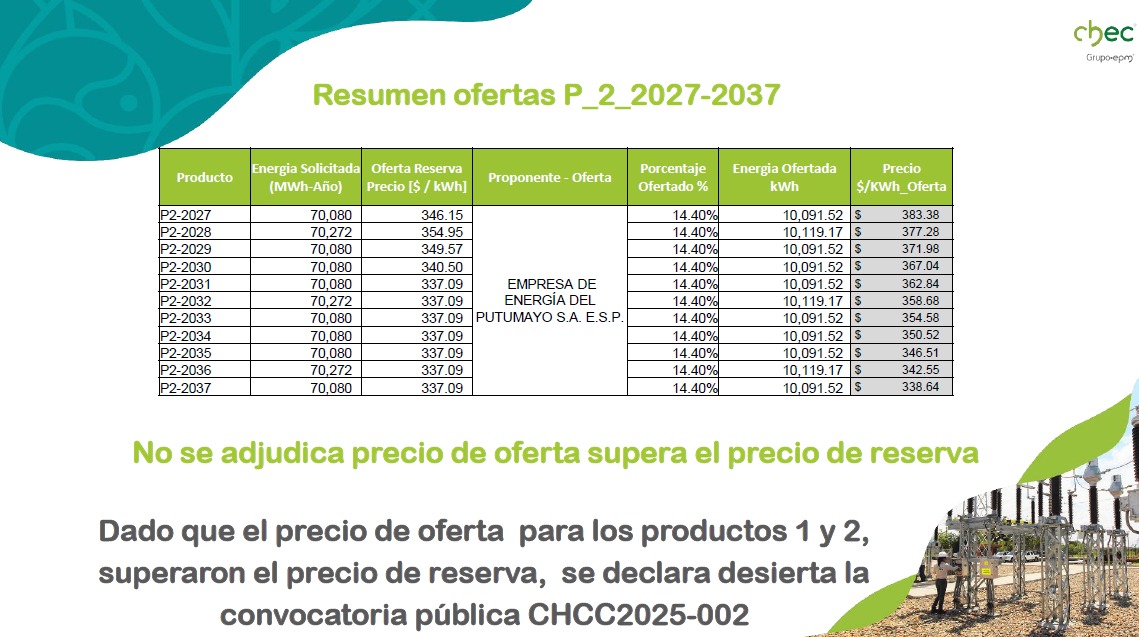 chec
Grupo·epm
Resumen ofertas P_2_2027-2037
Producto | Energia Solicitada (MWh-Año) | Oferta Reserva Precio [$ / kWh] | Proponente - Oferta | Porcentaje Ofertado % | Energia Ofertada kWh | Precio $/KWh_Oferta
P2-2027 70,080 346.15 14.40% 10,091.52 $ 383.38
P2-2028 70,272 354.95 14.40% 10,119.17 $ 377.28
P2-2029 70,080 349.57 14.40% 10,091.52 $ 371.98
P2-2030 70,080 340.50 14.40% 10,091.52 $ 367.04
P2-2031 70,080 337.09 EMPRESA DE 14.40% 10,091.52 $ 362.84
P2-2032 70,272 337.09 ENERGÍA DEL 14.40% 10,119.17 $ 358.68
P2-2033 70,080 337.09 PUTUMAYO S.A. E.S.P. 14.40% 10,091.52 $ 354.58
P2-2034 70,080 337.09 14.40% 10,091.52 $ 350.52
P2-2035 70,080 337.09 14.40% 10,091.52 $ 346.51
P2-2036 70,272 337.09 14.40% 10,119.17 $ 342.55
P2-2037 70,080 337.09 14.40% 10,091.52 $ 338.64
No se adjudica precio de oferta supera el precio de reserva
Dado que el precio de oferta para los productos 1 y 2,
superaron el precio de reserva, se declara desierta la
convocatoria pública CHCC2025-002